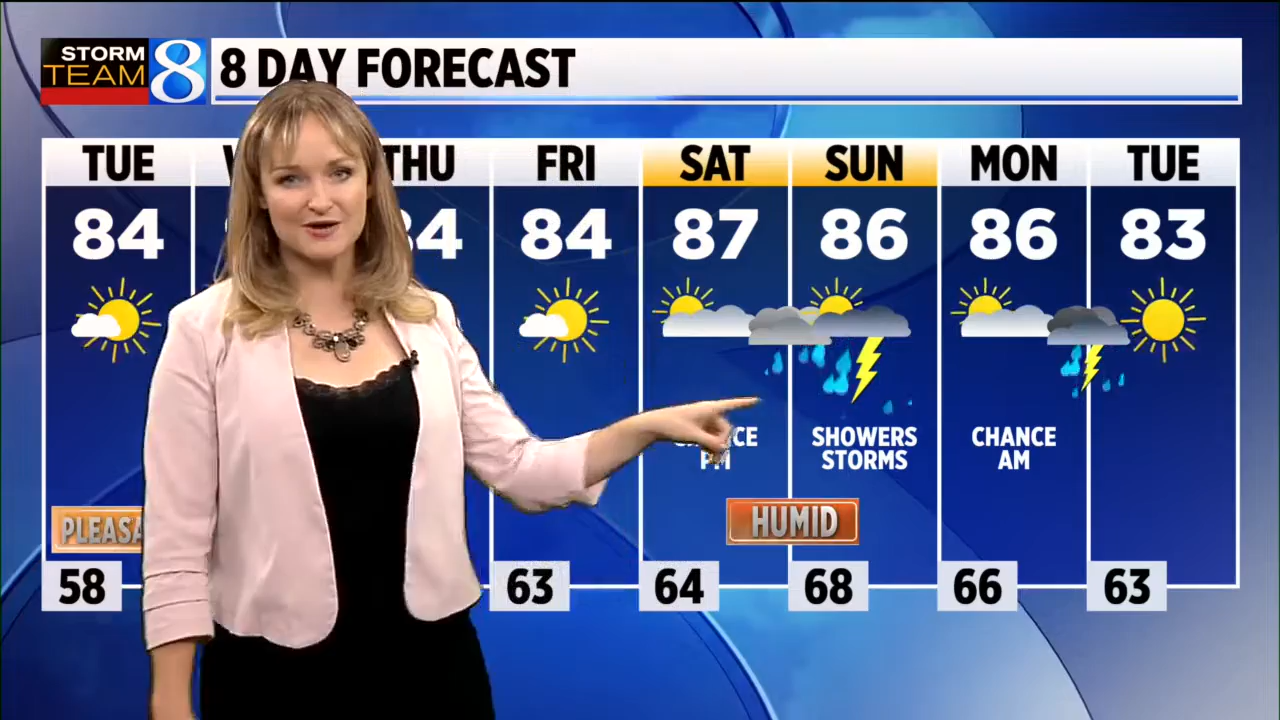 STORM
TEAM 8
8 DAY FORECAST
TUE THU FRI SAT SUN MON TUE
84 84 87 86 86 83
SHOWERS CHANCE
PM STORMS AM
HUMID
58 63 64 68 66 63